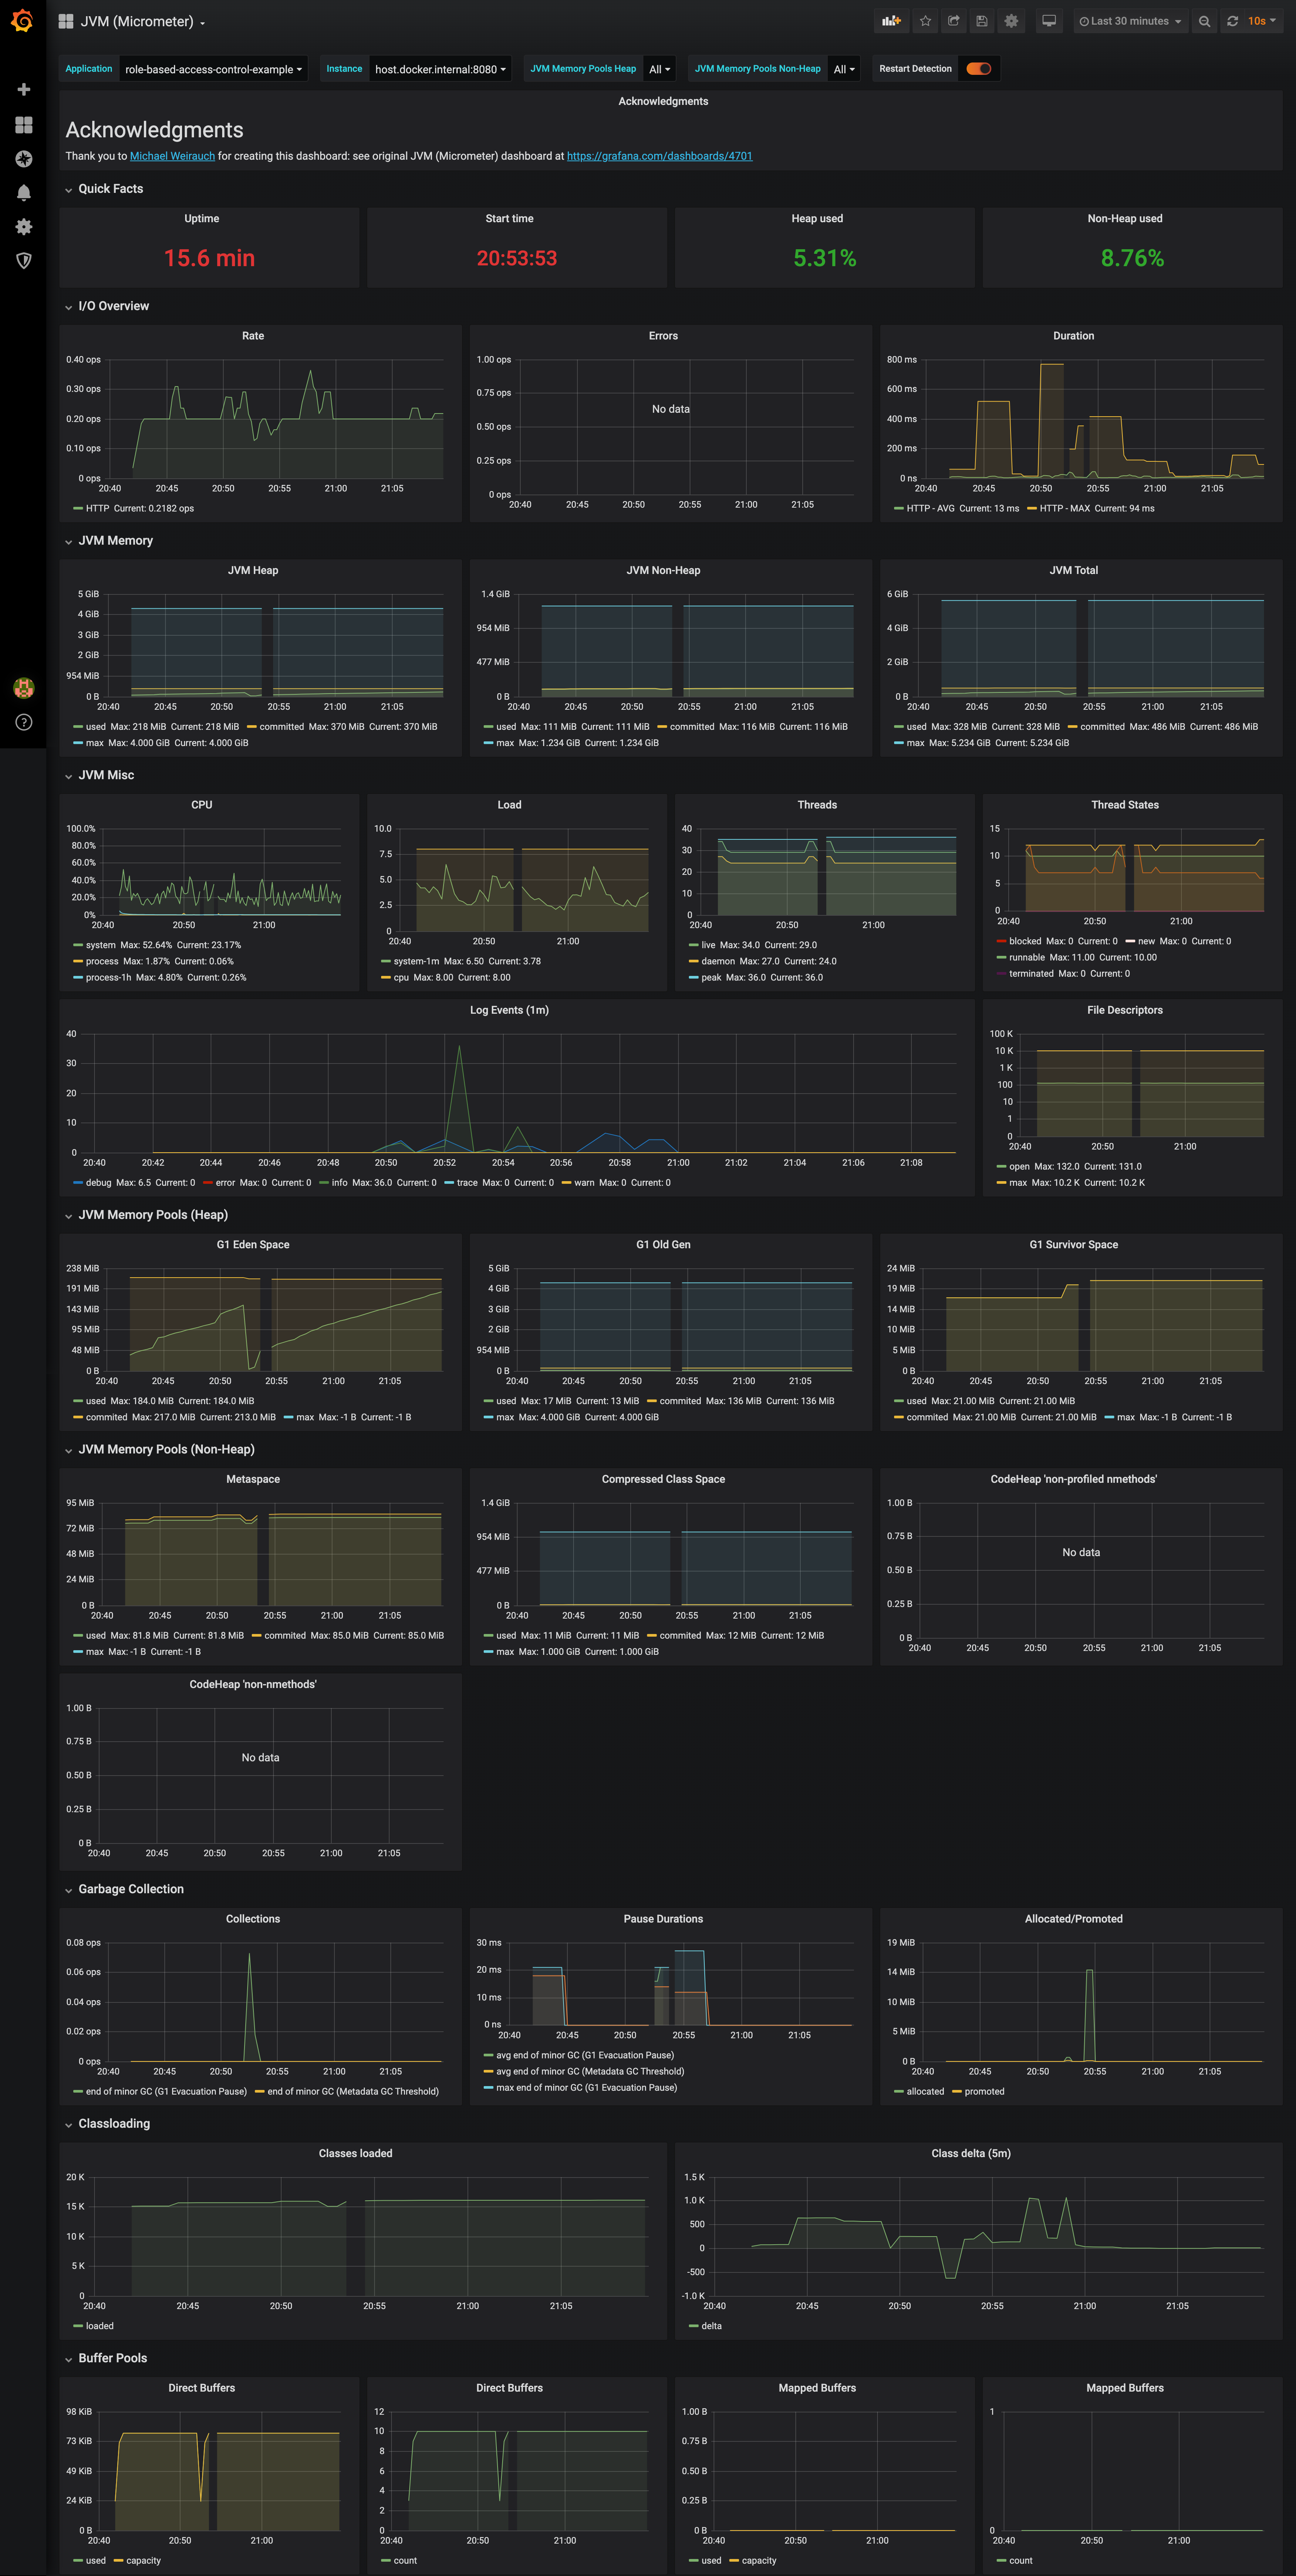 JVM (Micrometer)
Last 30 minutes
10s
Application role-based-access-control-example
Instance host.docker.internal:8080
JVM Memory Pools Heap All
JVM Memory Pools Non-Heap All
Restart Detection
Acknowledgments
Acknowledgments
Thank you to Michael Weirauch for creating this dashboard: see original JVM (Micrometer) dashboard at https://grafana.com/dashboards/4701
Quick Facts
Uptime
15.6 min
Start time
20:53:53
Heap used
5.31%
Non-Heap used
8.76%
I/O Overview
Rate
0.40 ops
0.30 ops
0.20 ops
0.10 ops
0 ops
20:40 20:45 20:50 20:55 21:00 21:05
HTTP Current: 0.2182 ops
Errors
1.00 ops
0.75 ops
0.50 ops
0.25 ops
0 ops
No data
20:40 20:45 20:50 20:55 21:00 21:05
Duration
800 ms
600 ms
400 ms
200 ms
0 ns
20:40 20:45 20:50 20:55 21:00 21:05
HTTP - AVG Current: 13 ms HTTP - MAX Current: 94 ms
JVM Memory
JVM Heap
5 GiB
4 GiB
3 GiB
2 GiB
954 MiB
0 B
20:40 20:45 20:50 20:55 21:00 21:05
used Max: 218 MiB Current: 218 MiB committed Max: 370 MiB Current: 370 MiB
max Max: 4.000 GiB Current: 4.000 GiB
JVM Non-Heap
1.4 GiB
954 MiB
477 MiB
0 B
20:40 20:45 20:50 20:55 21:00 21:05
used Max: 111 MiB Current: 111 MiB committed Max: 116 MiB Current: 116 MiB
max Max: 1.234 GiB Current: 1.234 GiB
JVM Total
6 GiB
4 GiB
2 GiB
0 B
20:40 20:45 20:50 20:55 21:00 21:05
used Max: 328 MiB Current: 328 MiB committed Max: 486 MiB Current: 486 MiB
max Max: 5.234 GiB Current: 5.234 GiB
JVM Misc
CPU
100.0%
80.0%
60.0%
40.0%
20.0%
0%
20:40 20:50 21:00
system Max: 52.64% Current: 23.17%
process Max: 1.87% Current: 0.06%
process-1h Max: 4.80% Current: 0.26%
Load
10.0
7.5
5.0
2.5
0
20:40 20:50 21:00
system-1m Max: 6.50 Current: 3.78
cpu Max: 8.00 Current: 8.00
Threads
40
30
20
10
0
20:40 20:50 21:00
live Max: 34.0 Current: 29.0
daemon Max: 27.0 Current: 24.0
peak Max: 36.0 Current: 36.0
Thread States
15
10
5
0
20:40 20:50 21:00
blocked Max: 0 Current: 0 new Max: 0 Current: 0
runnable Max: 11.00 Current: 10.00
terminated Max: 0 Current: 0
Log Events (1m)
40
30
20
10
0
20:40 20:42 20:44 20:46 20:48 20:50 20:52 20:54 20:56 20:58 21:00 21:02 21:04 21:06 21:08
debug Max: 6.5 Current: 0 error Max: 0 Current: 0 info Max: 36.0 Current: 0 trace Max: 0 Current: 0 warn Max: 0 Current: 0
File Descriptors
100 K
10 K
1 K
100
10
1
0
20:40 20:50 21:00
open Max: 132.0 Current: 131.0
max Max: 10.2 K Current: 10.2 K
JVM Memory Pools (Heap)
G1 Eden Space
238 MiB
191 MiB
143 MiB
95 MiB
48 MiB
0 B
20:40 20:45 20:50 20:55 21:00 21:05
used Max: 184.0 MiB Current: 184.0 MiB
commited Max: 217.0 MiB Current: 213.0 MiB max Max: -1 B Current: -1 B
G1 Old Gen
5 GiB
4 GiB
3 GiB
2 GiB
954 MiB
0 B
20:40 20:45 20:50 20:55 21:00 21:05
used Max: 17 MiB Current: 13 MiB commited Max: 136 MiB Current: 136 MiB
max Max: 4.000 GiB Current: 4.000 GiB
G1 Survivor Space
24 MiB
19 MiB
14 MiB
10 MiB
5 MiB
0 B
20:40 20:45 20:50 20:55 21:00 21:05
used Max: 21.00 MiB Current: 21.00 MiB
commited Max: 21.00 MiB Current: 21.00 MiB max Max: -1 B Current: -1 B
JVM Memory Pools (Non-Heap)
Metaspace
95 MiB
72 MiB
48 MiB
24 MiB
0 B
20:40 20:45 20:50 20:55 21:00 21:05
used Max: 81.8 MiB Current: 81.8 MiB commited Max: 85.0 MiB Current: 85.0 MiB
max Max: -1 B Current: -1 B
Compressed Class Space
1.4 GiB
954 MiB
477 MiB
0 B
20:40 20:45 20:50 20:55 21:00 21:05
used Max: 11 MiB Current: 11 MiB commited Max: 12 MiB Current: 12 MiB
max Max: 1.000 GiB Current: 1.000 GiB
CodeHeap 'non-profiled nmethods'
1.00 B
0.75 B
0.50 B
0.25 B
0 B
No data
20:40 20:45 20:50 20:55 21:00 21:05
CodeHeap 'non-nmethods'
1.00 B
0.75 B
0.50 B
0.25 B
0 B
No data
20:40 20:45 20:50 20:55 21:00 21:05
Garbage Collection
Collections
0.08 ops
0.06 ops
0.04 ops
0.02 ops
0 ops
20:40 20:45 20:50 20:55 21:00 21:05
end of minor GC (G1 Evacuation Pause) end of minor GC (Metadata GC Threshold)
Pause Durations
30 ms
20 ms
10 ms
0 ns
20:40 20:45 20:50 20:55 21:00 21:05
avg end of minor GC (G1 Evacuation Pause)
avg end of minor GC (Metadata GC Threshold)
max end of minor GC (G1 Evacuation Pause)
Allocated/Promoted
19 MiB
14 MiB
10 MiB
5 MiB
0 B
20:40 20:45 20:50 20:55 21:00 21:05
allocated promoted
Classloading
Classes loaded
20 K
15 K
10 K
5 K
0
20:40 20:45 20:50 20:55 21:00 21:05
loaded
Class delta (5m)
1.5 K
1.0 K
500
0
-500
-1.0 K
20:40 20:45 20:50 20:55 21:00 21:05
delta
Buffer Pools
Direct Buffers
98 KiB
73 KiB
49 KiB
24 KiB
0 B
20:40 20:50 21:00
used capacity
Direct Buffers
12
10
8
6
4
2
0
20:40 20:50 21:00
count
Mapped Buffers
1.00 B
0.75 B
0.50 B
0.25 B
0 B
20:40 20:50 21:00
used capacity
Mapped Buffers
1
0
20:40 20:50 21:00
count